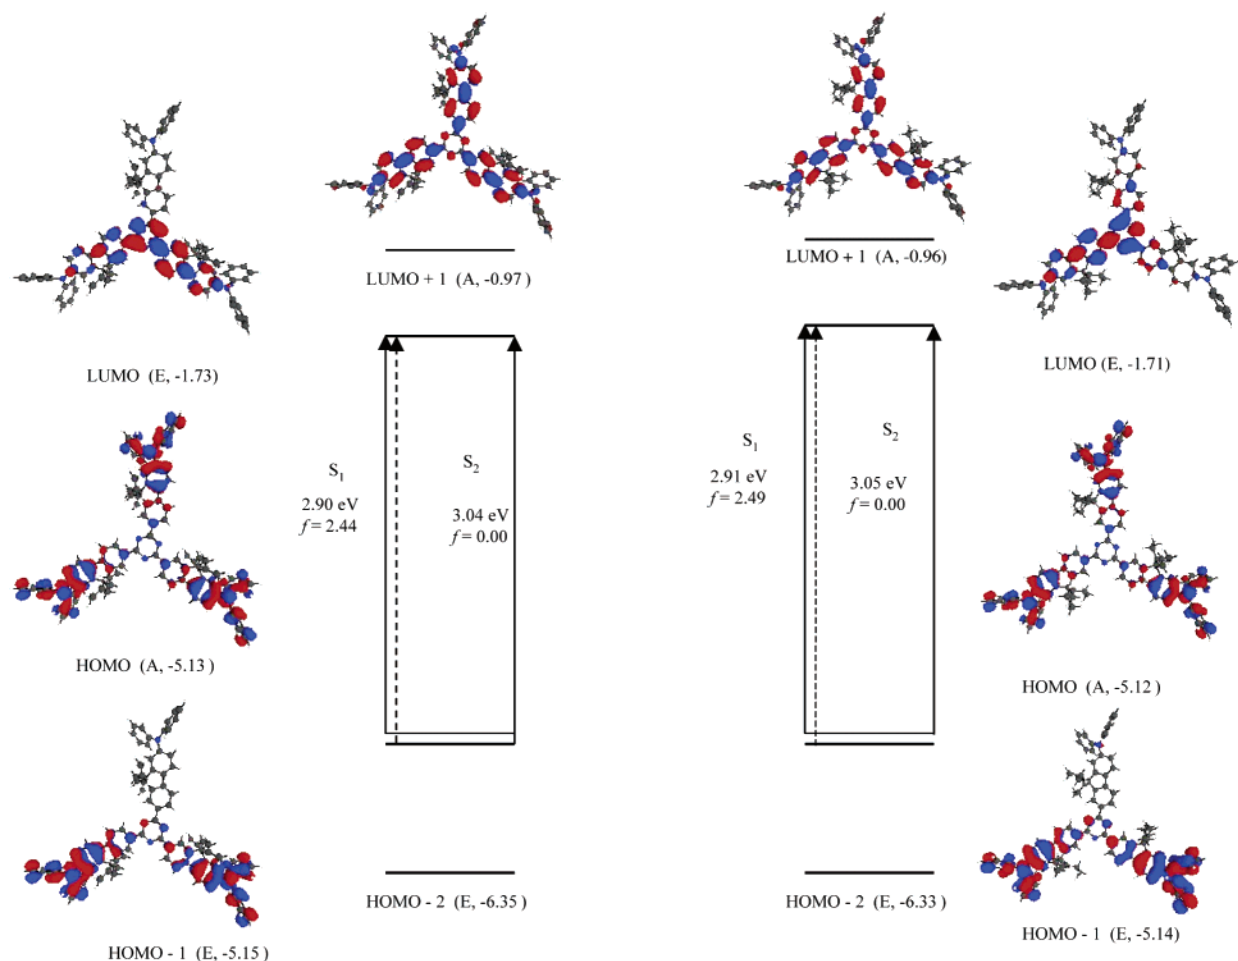 LUMO + 1 (A, -0.97 )
LUMO (E, -1.73)
S1
2.90 eV
f = 2.44
S2
3.04 eV
f = 0.00
HOMO (A, -5.13 )
HOMO - 2 (E, -6.35)
HOMO - 1 (E, -5.15 )
LUMO + 1 (A, -0.96)
LUMO (E, -1.71)
S1
2.91 eV
f = 2.49
S2
3.05 eV
f = 0.00
HOMO (A, -5.12 )
HOMO - 2 (E, -6.33 )
HOMO - 1 (E, -5.14)